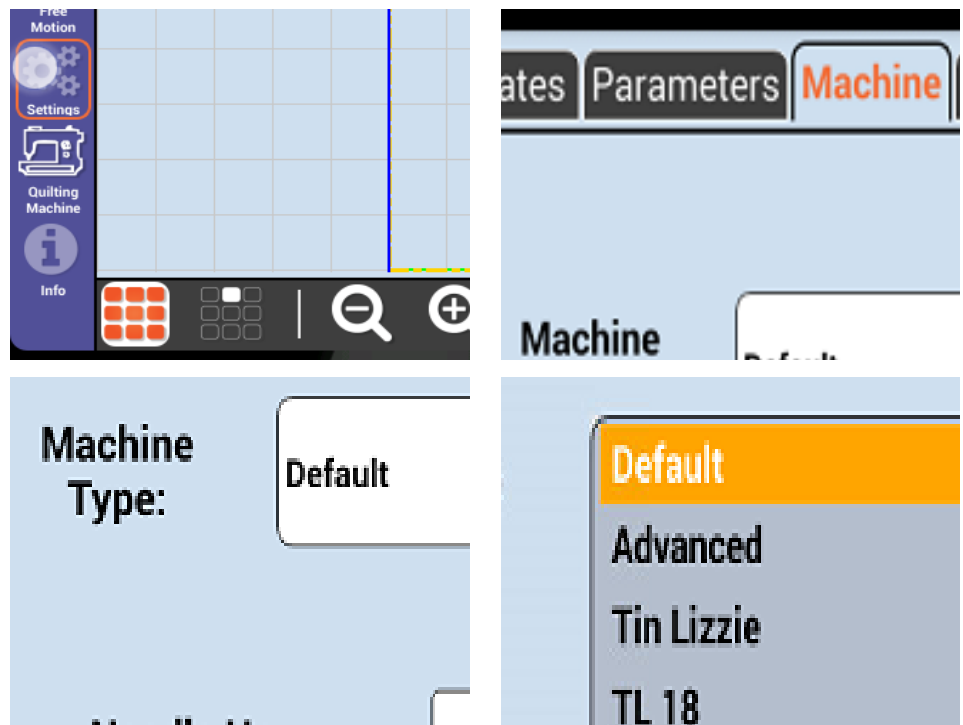 Free
Motion
Settings
Quilting
Machine
Info
ates Parameters Machine
Machine
Default
Machine
Type:
Default
Default
Advanced
Tin Lizzie
TL 18